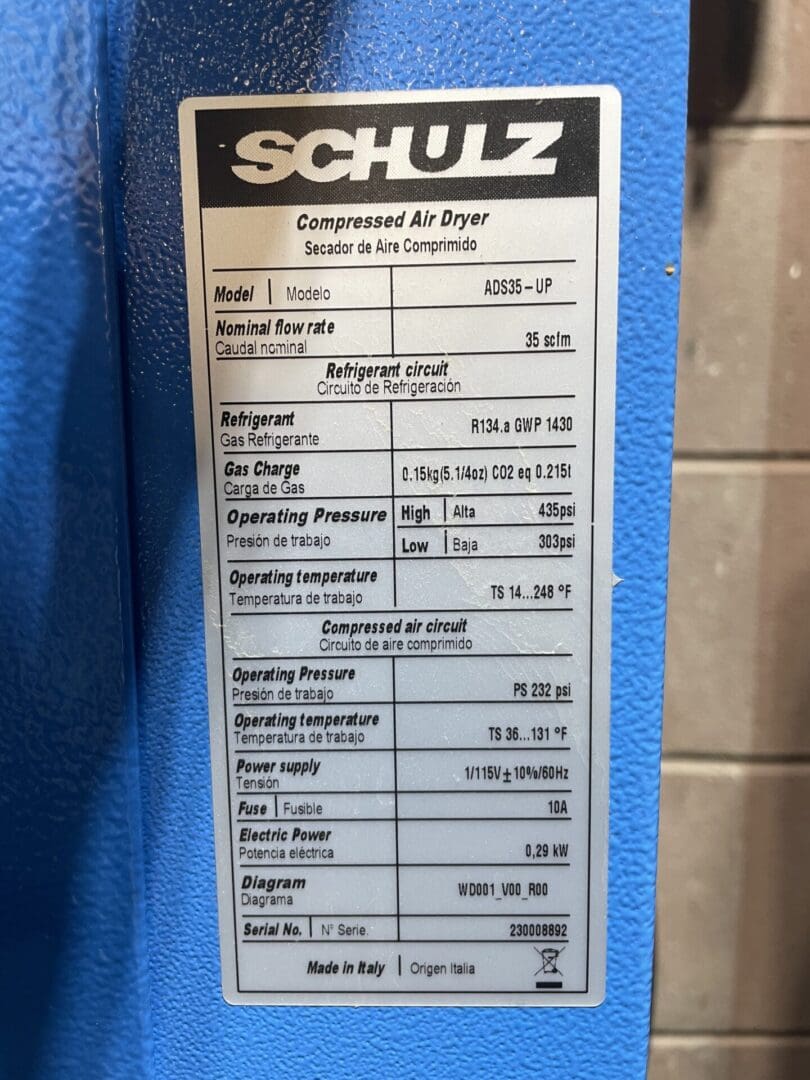 SCHULZ
Compressed Air Dryer
Secador de Aire Comprimido
Model | Modelo ADS35-UP
Nominal flow rate
Caudal nominal 35 scfm
Refrigerant circuit
Circuito de Refrigeración
Refrigerant
Gas Refrigerante R134.a GWP 1430
Gas Charge
Carga de Gas 0.15kg(5.1/4oz) CO2 eq 0.215t
Operating Pressure High | Alta 435psi
Presión de trabajo Low | Baja 303psi
Operating temperature
Temperatura de trabajo TS 14...248 °F
Compressed air circuit
Circuito de aire comprimido
Operating Pressure
Presión de trabajo PS 232 psi
Operating temperature
Temperatura de trabajo TS 36...131 °F
Power supply
Tensión 1/115V±10%/60Hz
Fuse | Fusible 10A
Electric Power
Potencia eléctrica 0,29 kW
Diagram
Diagrama WD001_V00_R00
Serial No. | N° Serie. 230008892
Made in Italy | Origen Italia